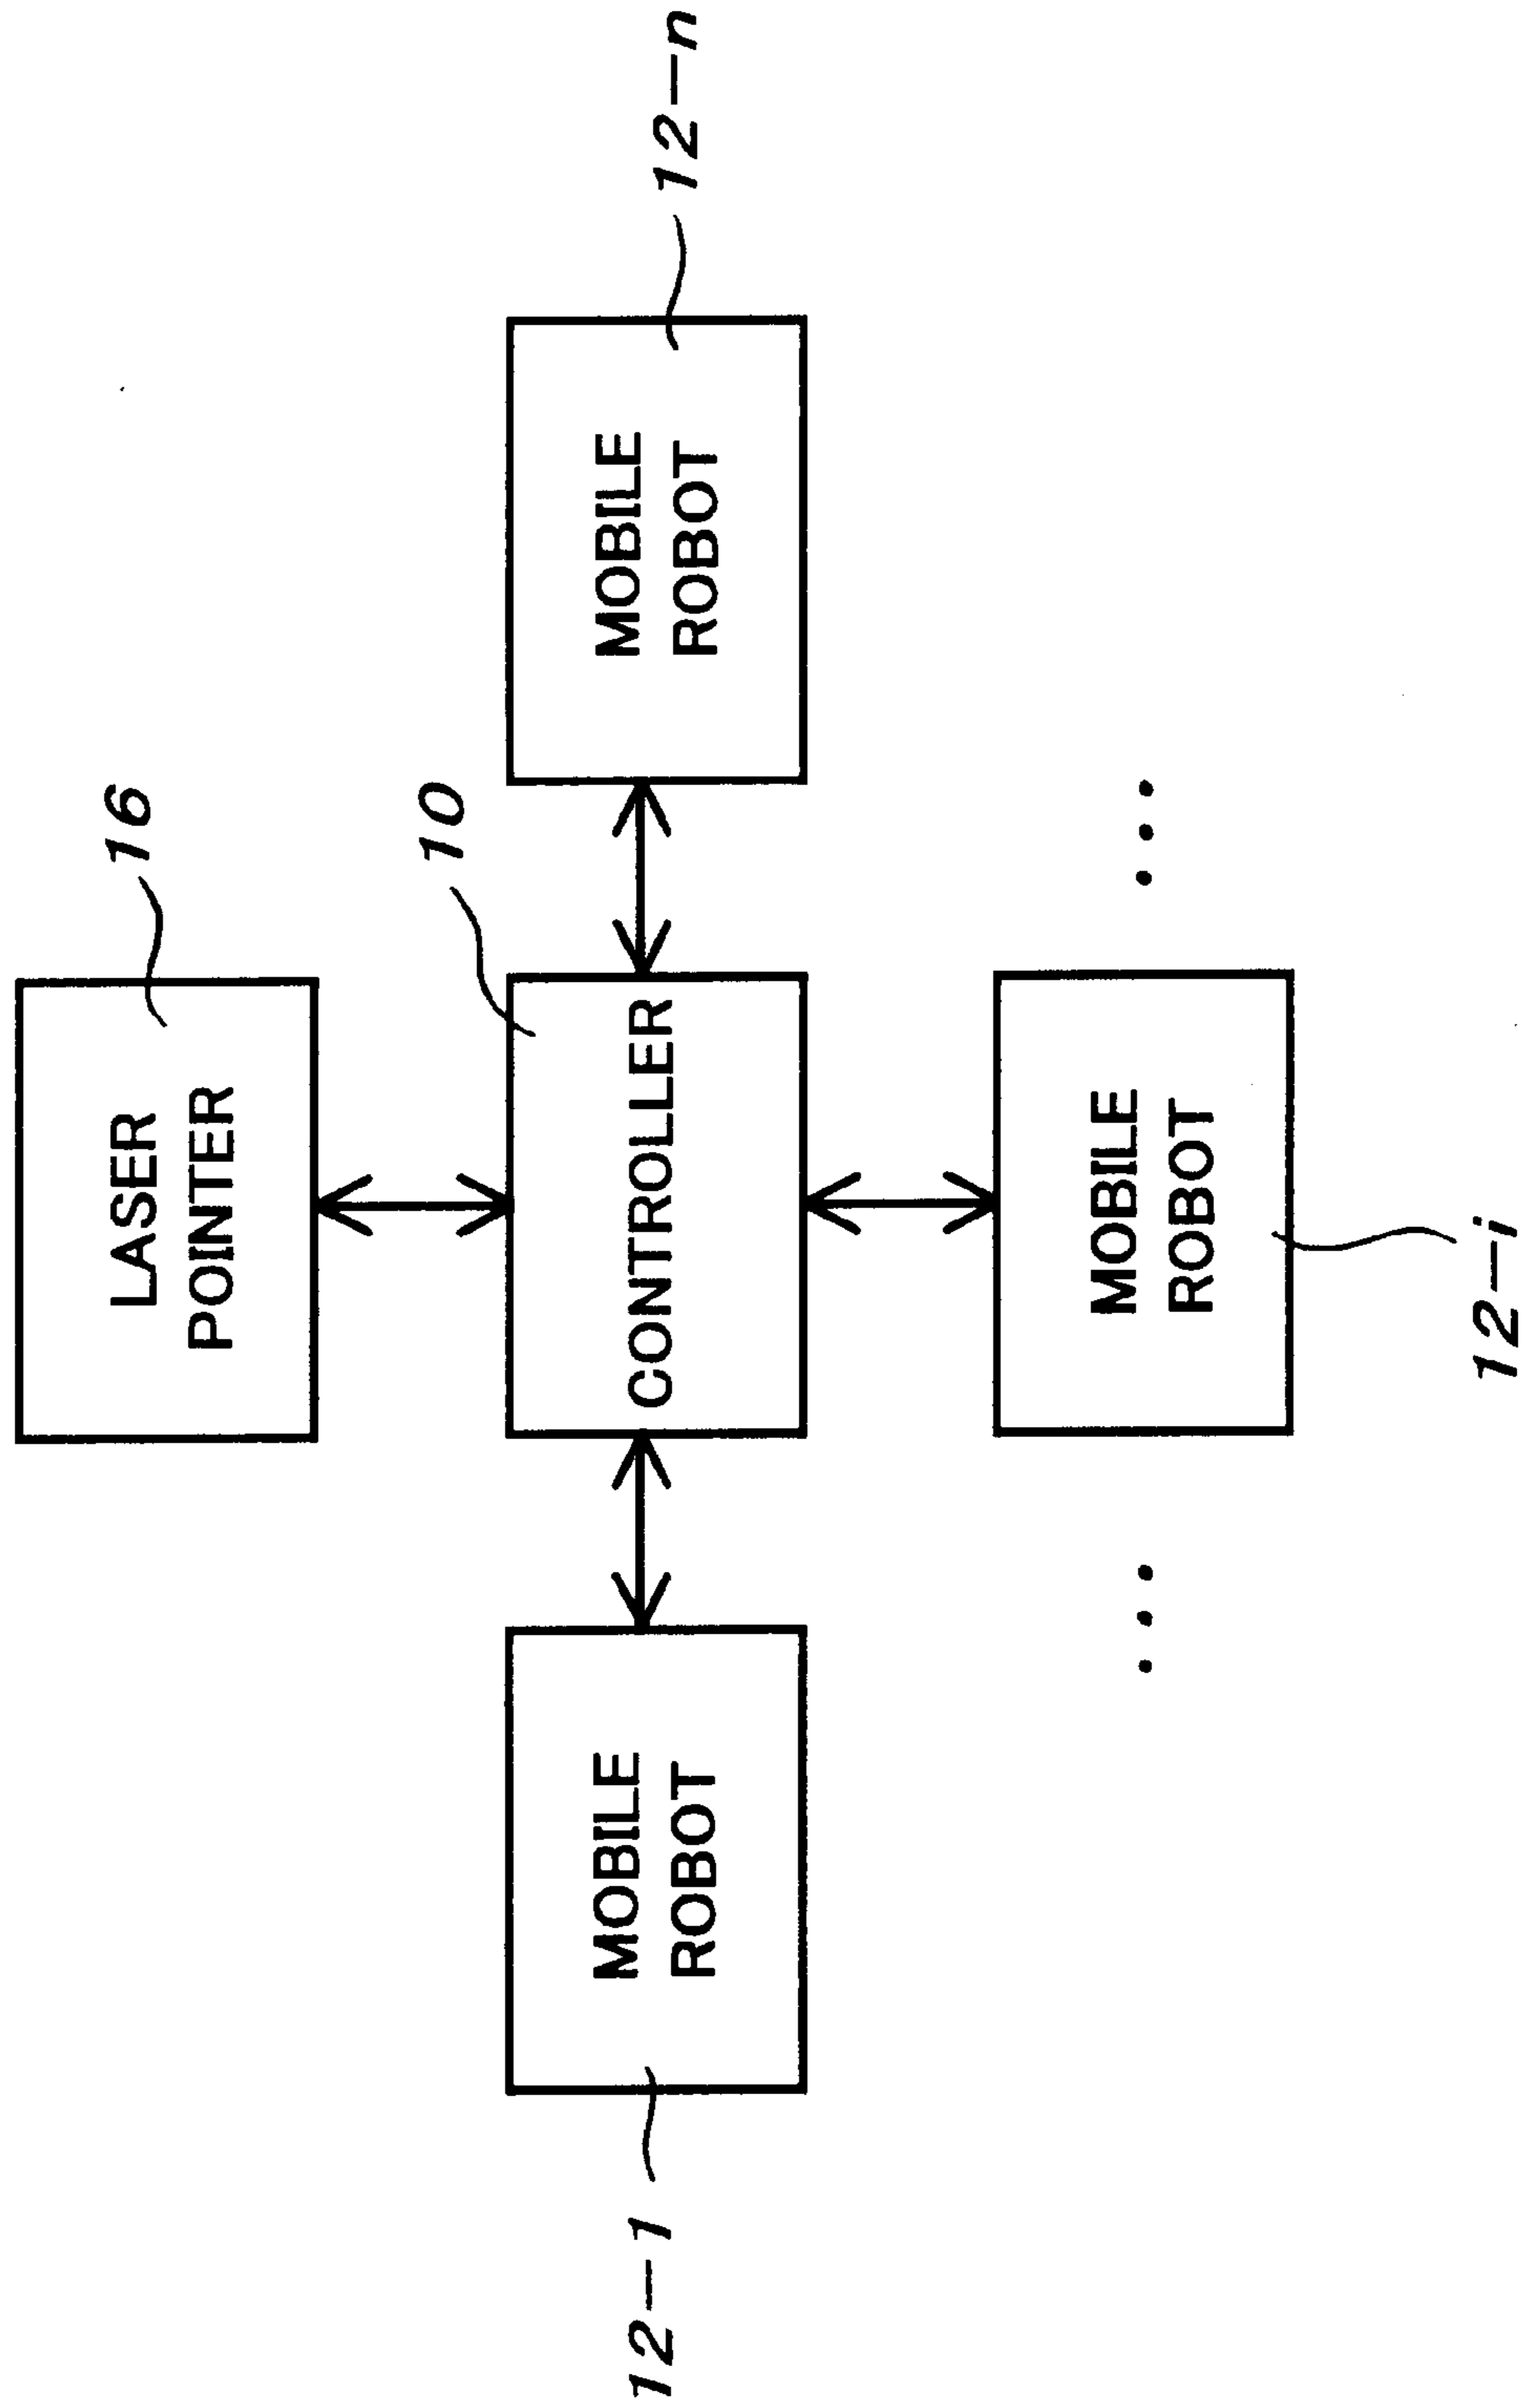 LASER
POINTER
16
10
CONTROLLER
12-1
MOBILE
ROBOT
MOBILE
ROBOT
12-n
MOBILE
ROBOT
12-i